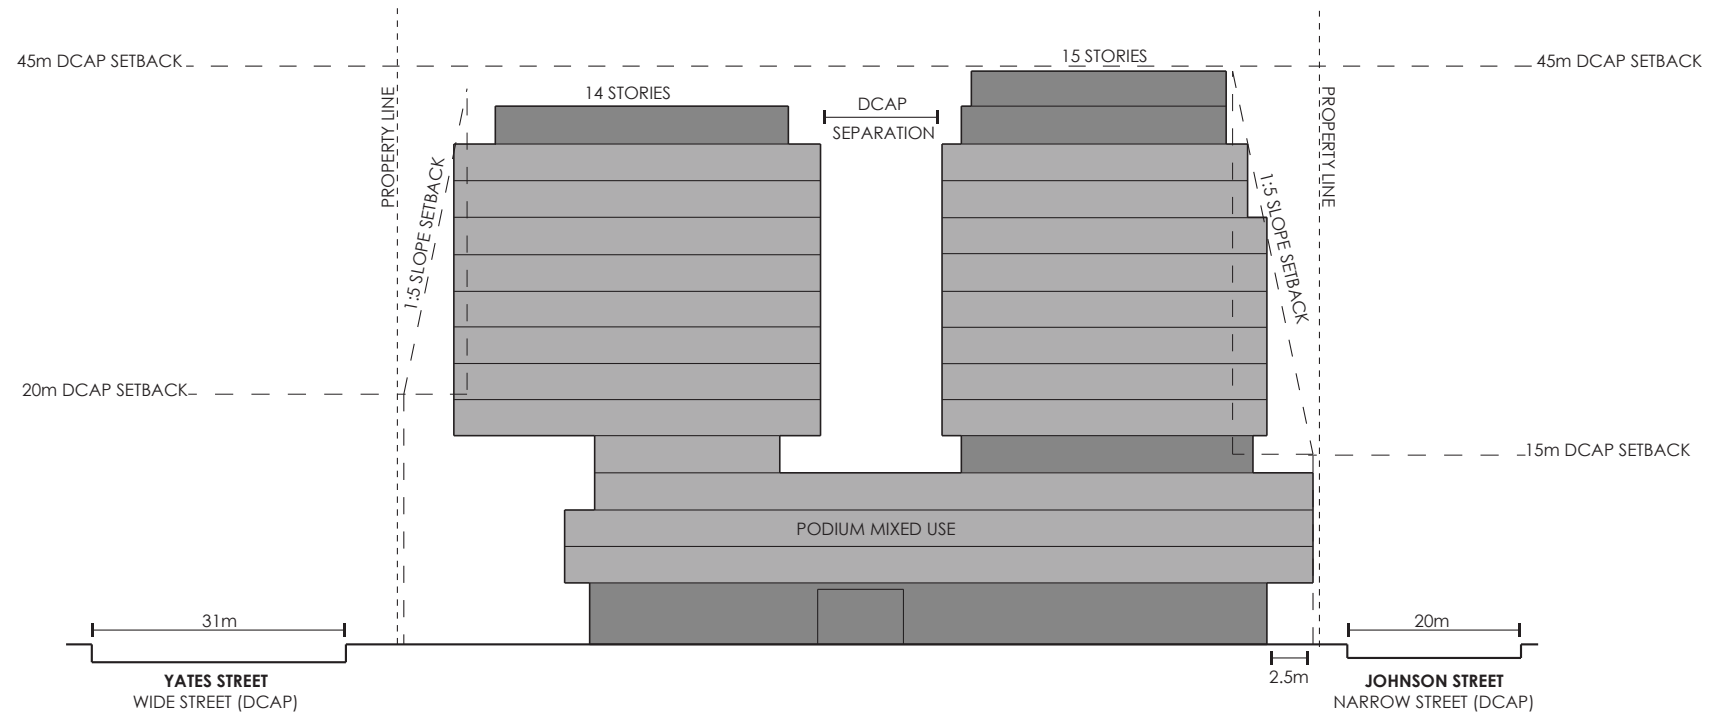 15 STORIES
45m DCAP SETBACK
45m DCAP SETBACK
14 STORIES
DCAP
SEPARATION
PROPERTY LINE
PROPERTY LINE
1:5 SLOPE SETBACK
1:5 SLOPE SETBACK
20m DCAP SETBACK
15m DCAP SETBACK
PODIUM MIXED USE
31m
20m
2.5m
YATES STREET
WIDE STREET (DCAP)
JOHNSON STREET
NARROW STREET (DCAP)